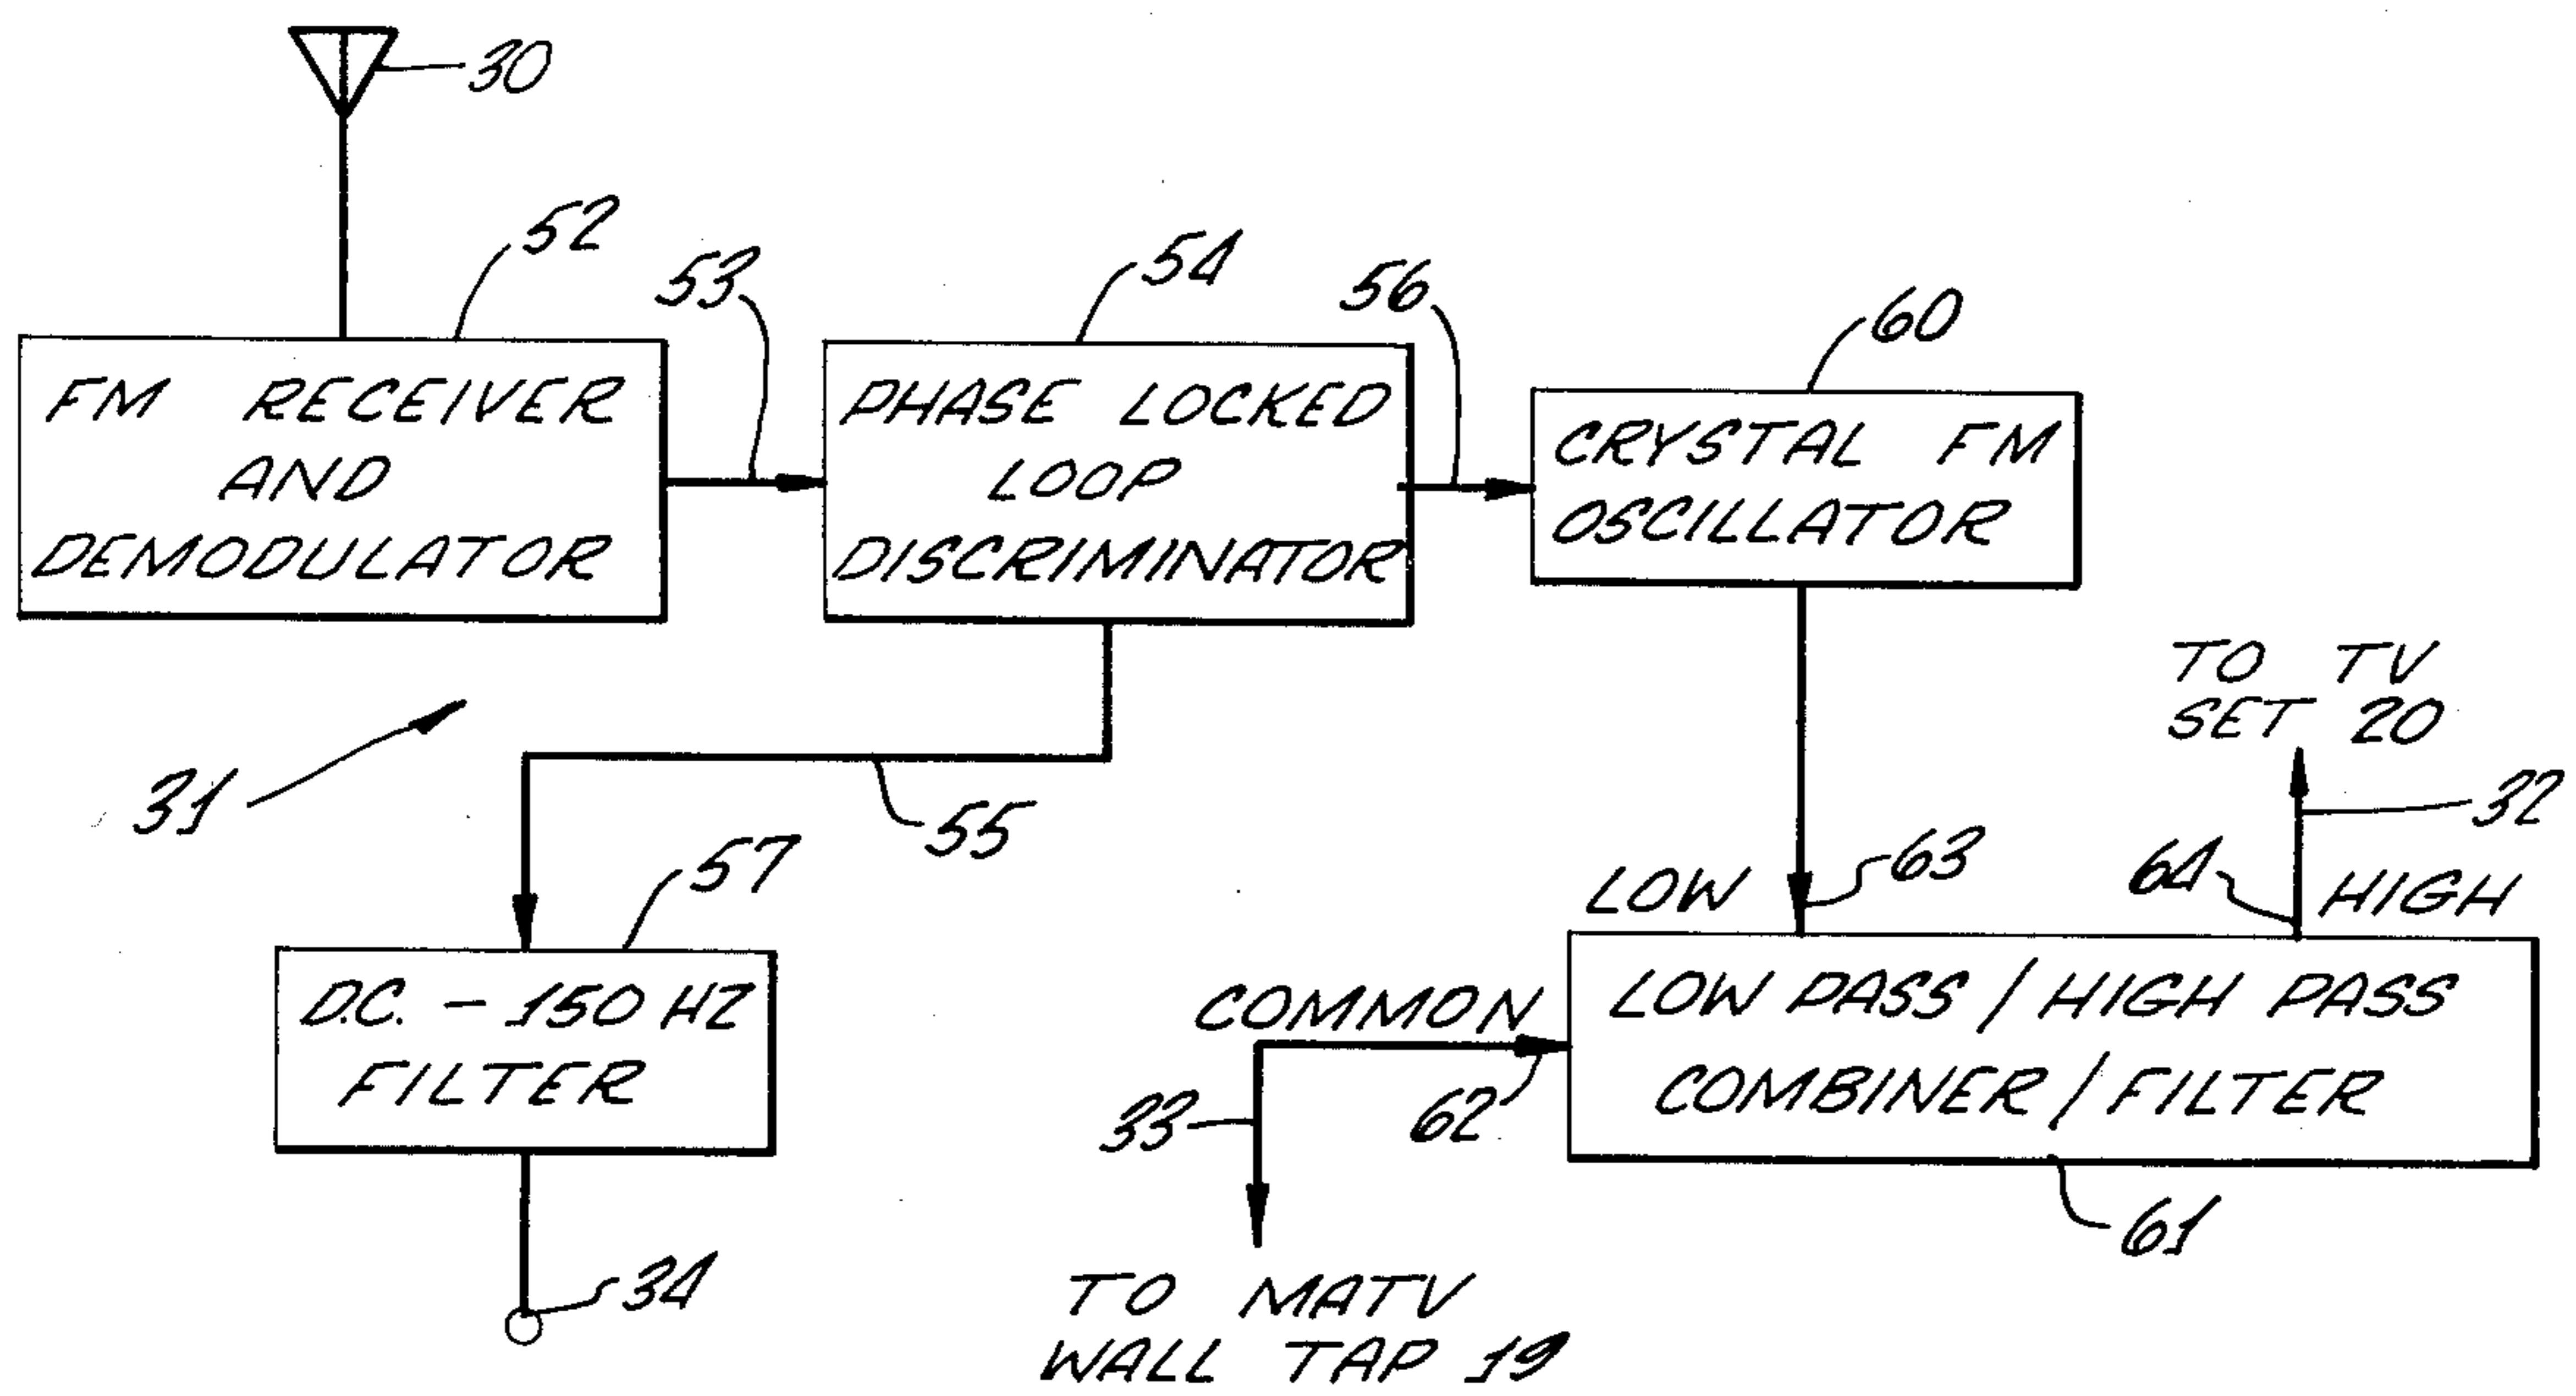 30
52
53
54
56
60
FM RECEIVER
AND
DEMODULATOR
PHASE LOCKED
LOOP
DISCRIMINATOR
CRYSTAL FM
OSCILLATOR
31
55
TO TV
SET 20
32
57
LOW
63
64
HIGH
D.C. - 150 HZ
FILTER
COMMON
LOW PASS / HIGH PASS
COMBINER / FILTER
33
62
61
34
TO MATV
WALL TAP 19